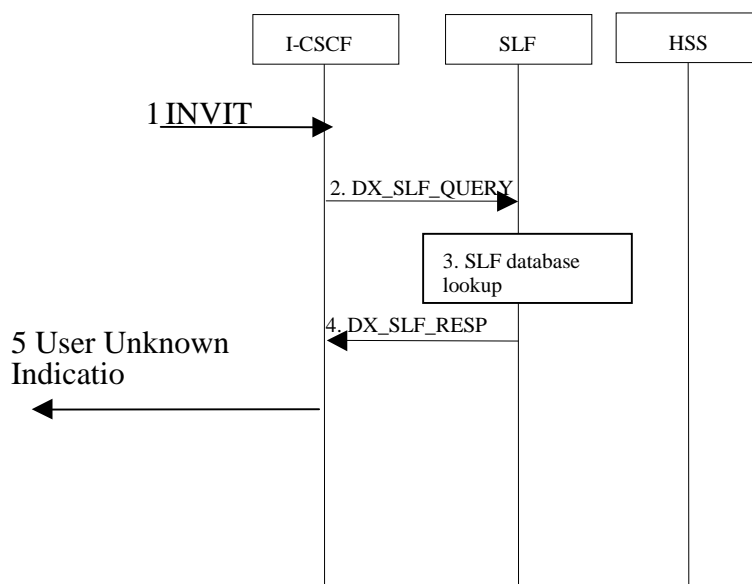 I-CSCF
SLF
HSS
1 INVIT
2. DX_SLF_QUERY
3. SLF database
lookup
4. DX_SLF_RESP
5 User Unknown
Indicatio